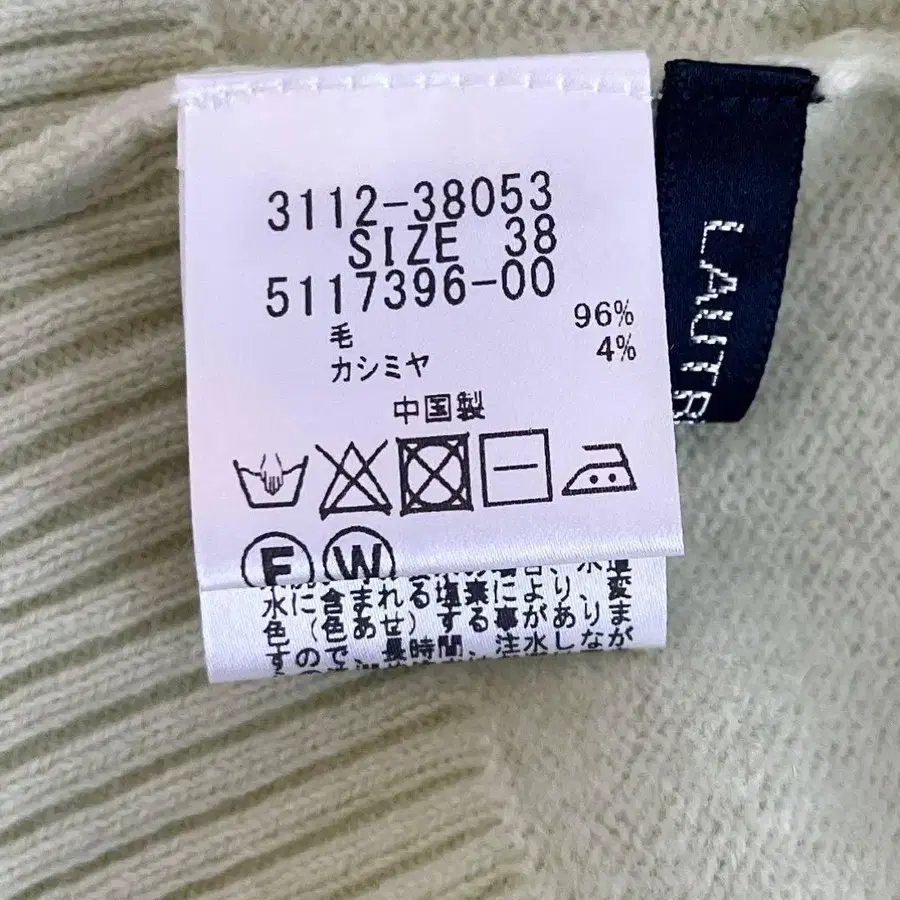 3112-38053
SIZE 38
5117396-00
毛 96%
カシミヤ 4%
中国製
F W
水に含まれる塩素により、変
色(色あせ)する事があります
ので、長時間、注水しな
LAUTR